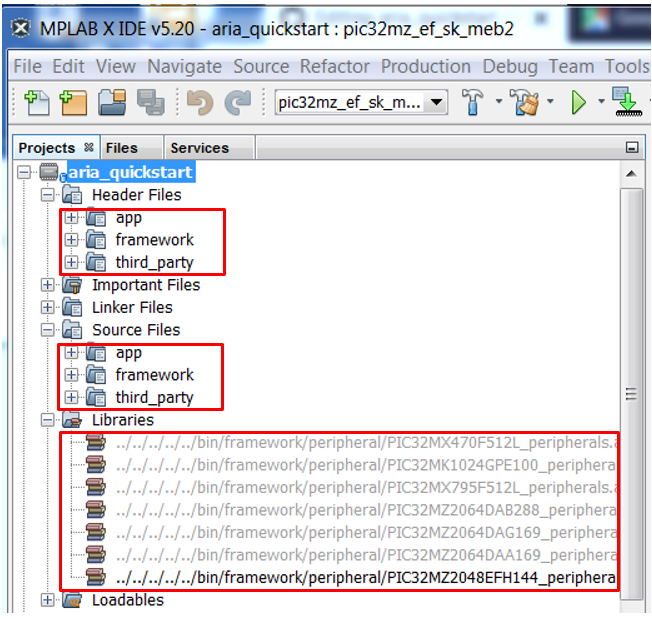 MPLAB X IDE v5.20 - aria_quickstart : pic32mz_ef_sk_meb2
File Edit View Navigate Source Refactor Production Debug Team Tools
pic32mz_ef_sk_m...
Projects Files Services
aria_quickstart
Header Files
app
framework
third_party
Important Files
Linker Files
Source Files
app
framework
third_party
Libraries
../../../../../bin/framework/peripheral/PIC32MX470F512L_peripherals.a
../../../../../bin/framework/peripheral/PIC32MK1024GPE100_periphera
../../../../../bin/framework/peripheral/PIC32MX795F512L_peripherals.a
../../../../../bin/framework/peripheral/PIC32MZ2064DAB288_periphera
../../../../../bin/framework/peripheral/PIC32MZ2064DAG169_periphera
../../../../../bin/framework/peripheral/PIC32MZ2064DAA169_periphera
../../../../../bin/framework/peripheral/PIC32MZ2048EFH144_periphera
Loadables